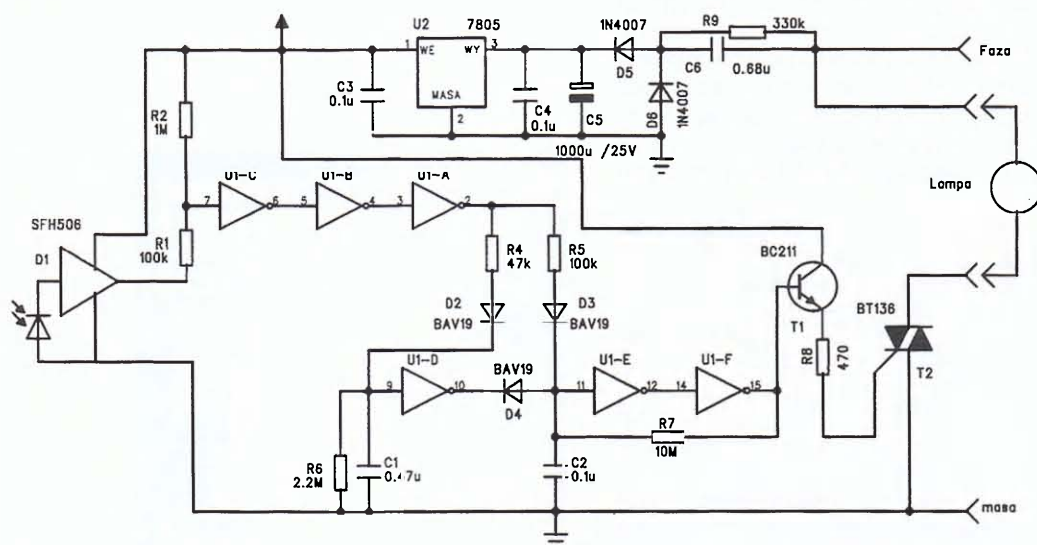 U2
7805
1
WE
WY
3
MASA
2
C3
0.1u
C4
0.1u
C5
1000u /25V
1N4007
D5
D6
1N4007
R9
330k
C6
0.68u
Faza
Lampa
R2
1M
SFH506
D1
R1
100k
U1-C
7
6
U1-B
5
4
U1-A
3
2
R4
47k
R5
100k
D2
BAV19
D3
BAV19
BC211
T1
BT136
T2
R8
470
U1-D
9
10
BAV19
D4
U1-E
11
12
U1-F
14
15
R7
10M
R6
2.2M
C1
0.47u
C2
0.1u
masa